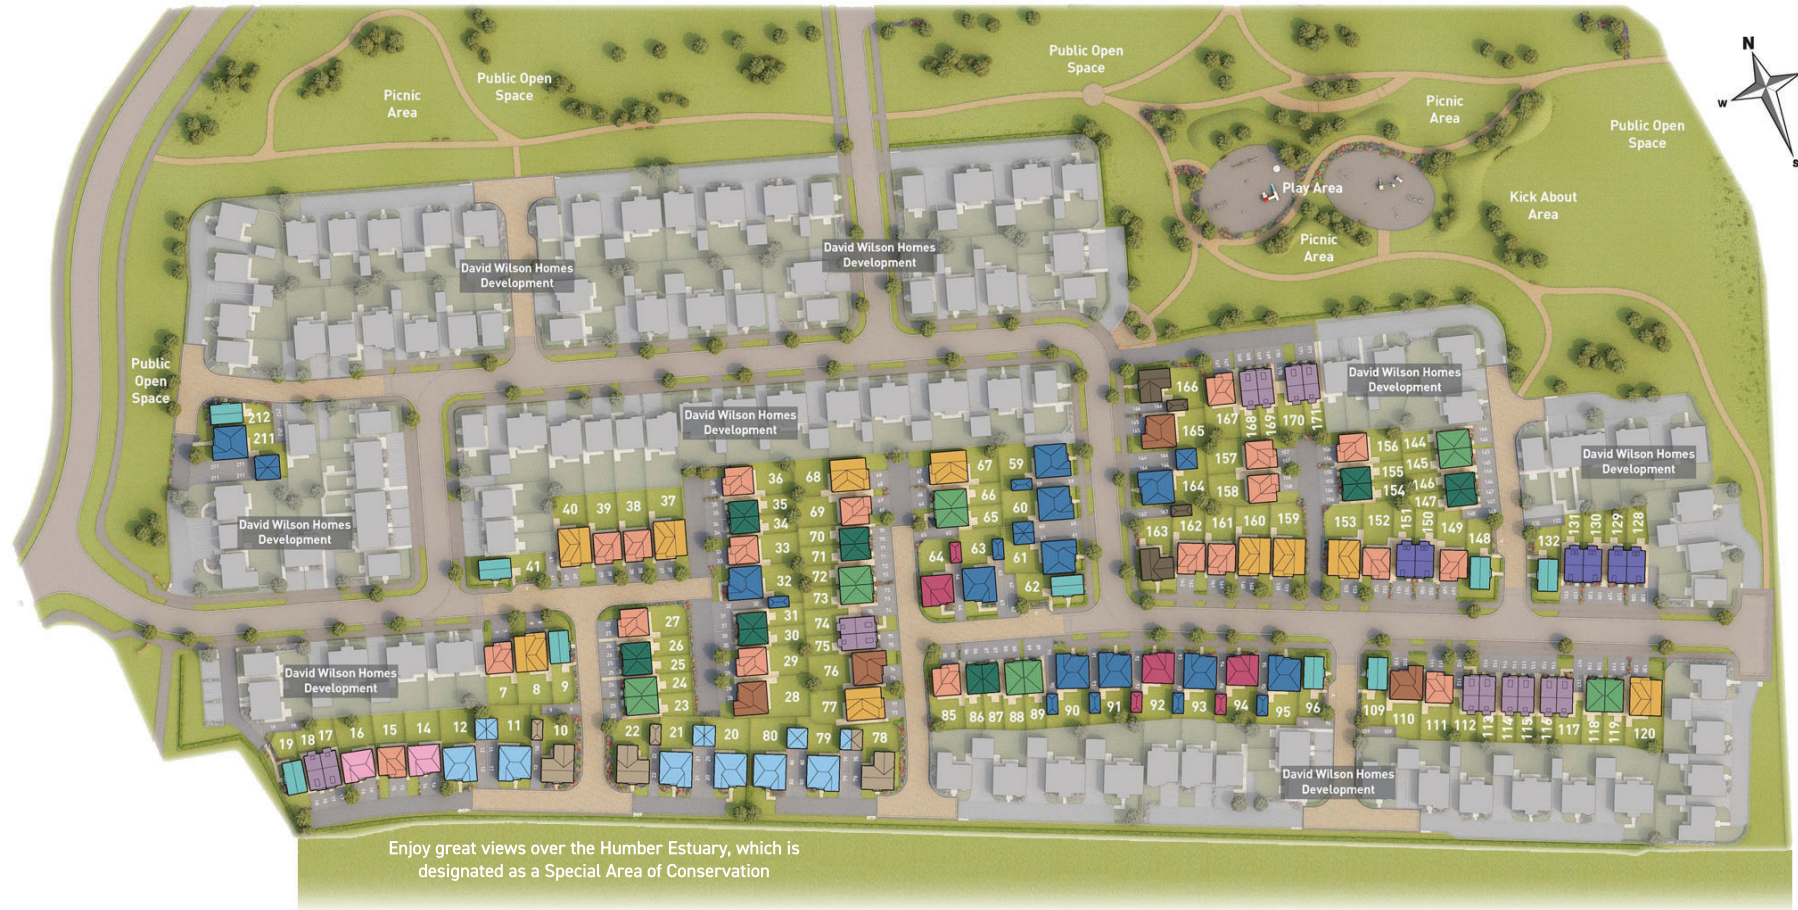 Public Open
Space
N
W
S
Public Open
Space
Picnic
Area
Picnic
Area
Public Open
Space
Play Area
Kick About
Area
Picnic
Area
David Wilson Homes
Development
David Wilson Homes
Development
Public
Open
Space
David Wilson Homes
Development
David Wilson Homes
Development
David Wilson Homes
Development
David Wilson Homes
Development
David Wilson Homes
Development
David Wilson Homes
Development
212
211
166
167
168
169
170
171
165
164
157
158
163
162
161
160
159
156
155
154
153
152
151
150
149
148
144
145
146
147
132
131
130
129
128
40
39
38
37
41
36
35
34
33
32
31
30
29
28
68
69
70
71
72
73
74
75
76
77
67
66
65
64
63
59
60
61
62
27
26
25
24
23
7
8
9
19
18
17
16
15
14
12
11
10
22
21
20
80
79
78
85
86
87
88
89
90
91
92
93
94
95
96
109
110
111
112
113
114
115
116
117
118
119
120
Enjoy great views over the Humber Estuary, which is
designated as a Special Area of Conservation